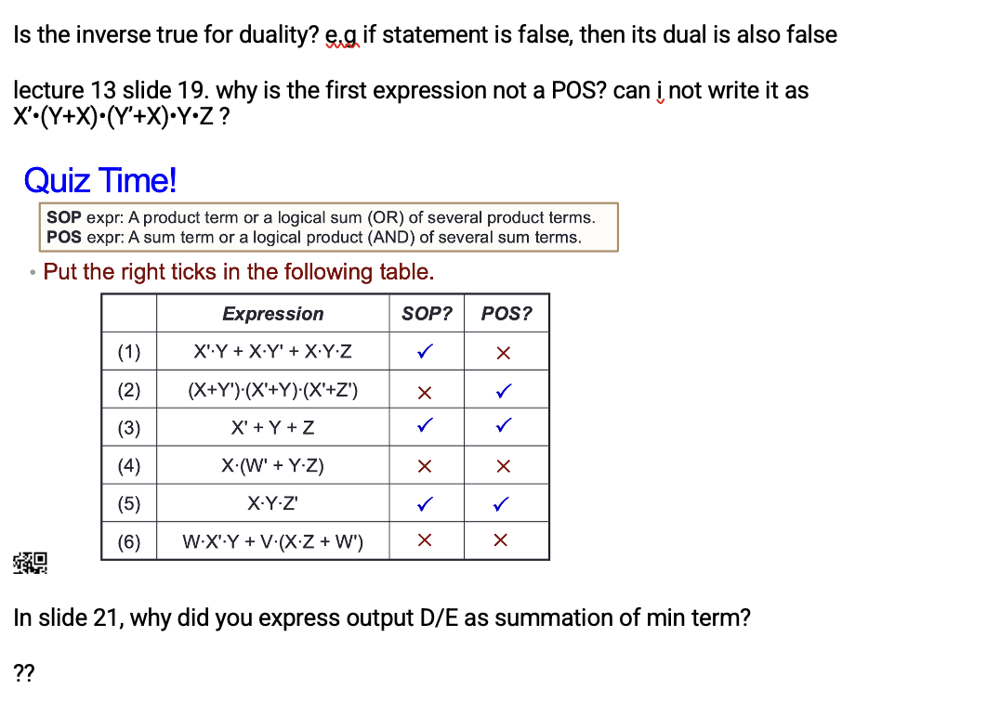 Is the inverse true for duality? e.g if statement is false, then its dual is also false
lecture 13 slide 19. why is the first expression not a POS? can i not write it as
X’•(Y+X)•(Y’+X)•Y•Z ?
Quiz Time!
SOP expr: A product term or a logical sum (OR) of several product terms.
POS expr: A sum term or a logical product (AND) of several sum terms.
• Put the right ticks in the following table.
Expression SOP? POS?
(1) X'·Y + X·Y' + X·Y·Z ✓ ✗
(2) (X+Y')·(X'+Y)·(X'+Z') ✗ ✓
(3) X' + Y + Z ✓ ✓
(4) X·(W' + Y·Z) ✗ ✗
(5) X·Y·Z' ✓ ✓
(6) W·X'·Y + V·(X·Z + W') ✗ ✗
In slide 21, why did you express output D/E as summation of min term?
??